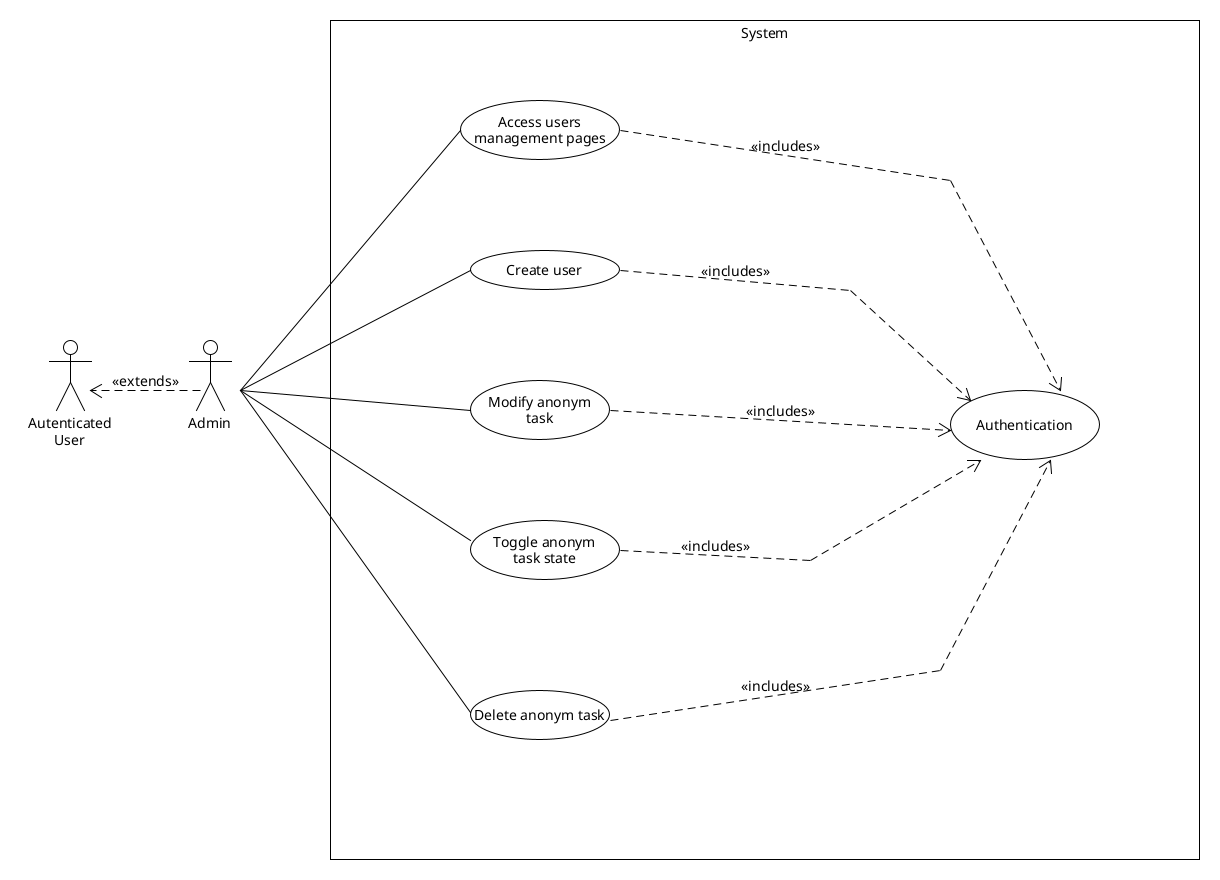 System
Access users
management pages
«includes»
Create user
«includes»
«extends»
Autenticated
User
Admin
Modify anonym
task
«includes»
Authentication
Toggle anonym
task state
«includes»
Delete anonym task
«includes»